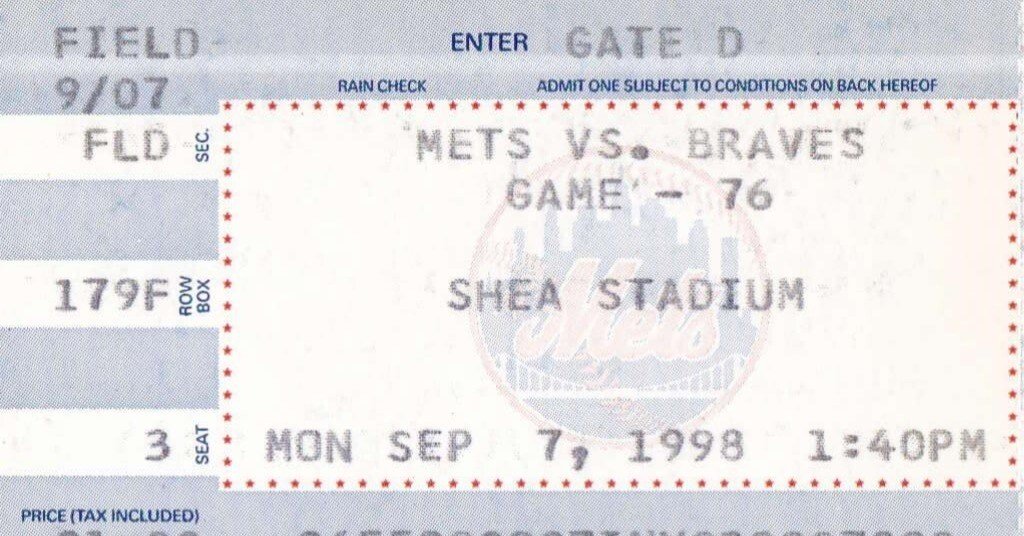 FIELD ENTER GATE D
9/07 RAIN CHECK ADMIT ONE SUBJECT TO CONDITIONS ON BACK HEREOF
FLD SEC. METS VS. BRAVES
GAME - 76
Mets
179F ROW BOX SHEA STADIUM
3 SEAT MON SEP 7, 1998 1:40PM
PRICE (TAX INCLUDED)